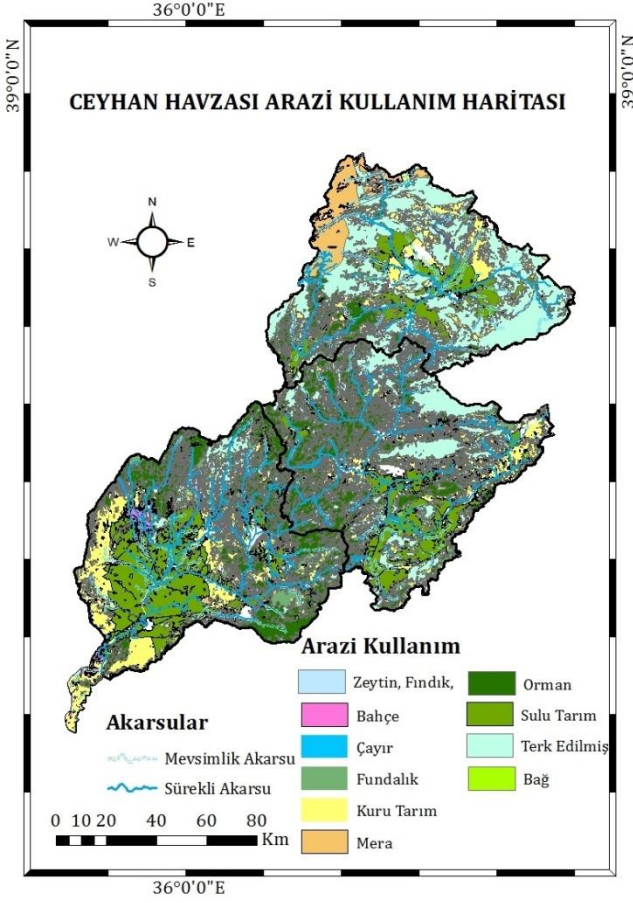 36°0'0"E
39°0'0"N
39°0'0"N
CEYHAN HAVZASI ARAZİ KULLANIM HARİTASI
N
W
E
S
Arazi Kullanım
Zeytin, Fındık,
Bahçe
Çayır
Fundalık
Kuru Tarım
Mera
Orman
Sulu Tarım
Terk Edilmiş
Bağ
Akarsular
Mevsimlik Akarsu
Sürekli Akarsu
0 10 20 40 60 80
Km
36°0'0"E